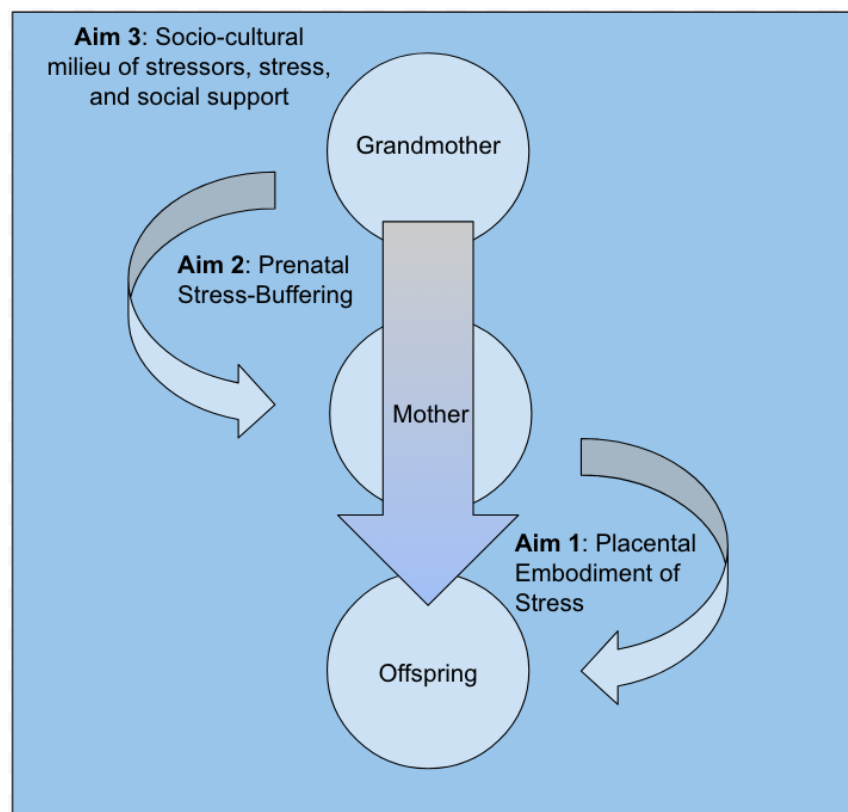 Aim 3: Socio-cultural
milieu of stressors, stress,
and social support
Grandmother
Aim 2: Prenatal
Stress-Buffering
Mother
Aim 1: Placental
Embodiment of
Stress
Offspring